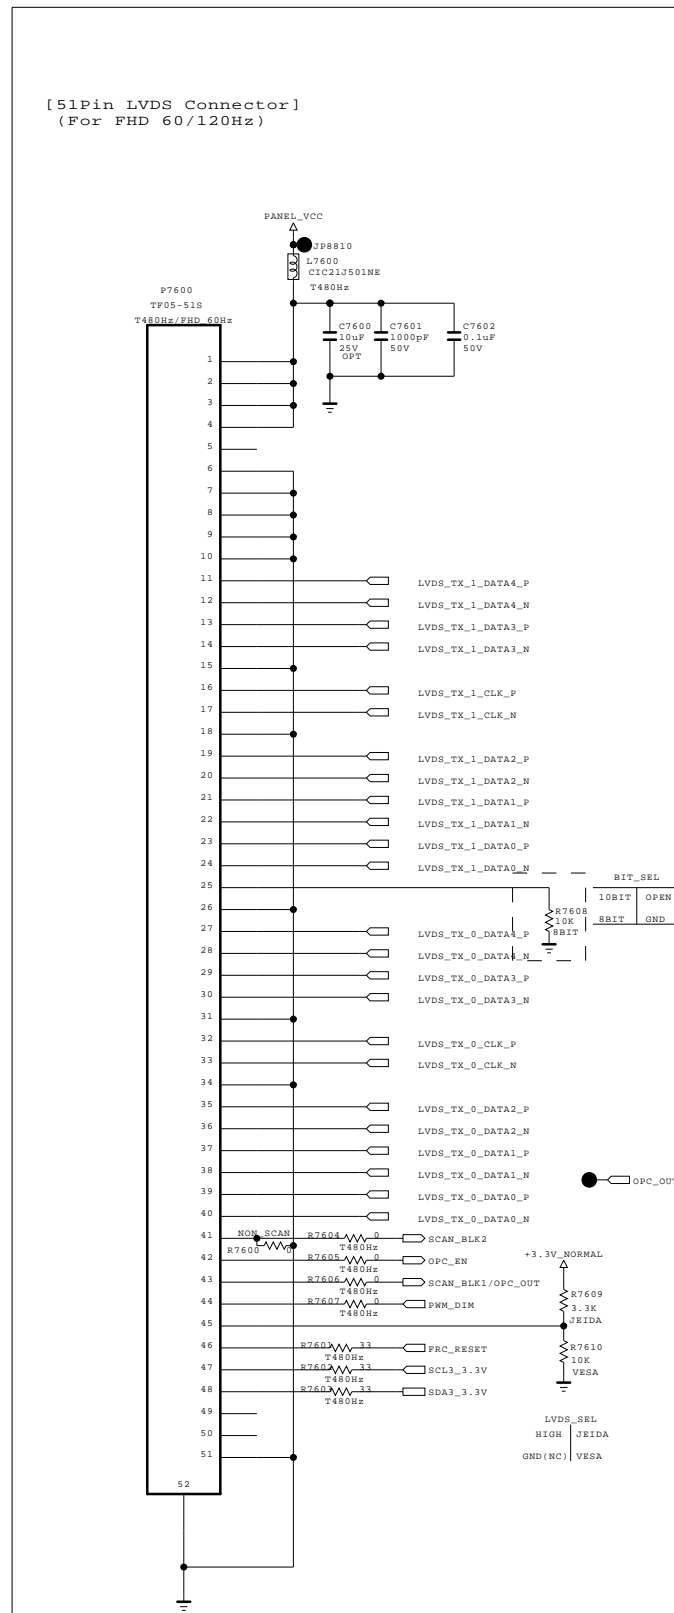 [51Pin LVDS Connector]
(For FHD 60/120Hz)
PANEL_VCC
JP8810
L7600
CIC21J501NE
T480Hz
P7600
TF05-51S
T480Hz/FHD_60Hz
C7600
10uF
25V
OPT
C7601
1000pF
50V
C7602
0.1uF
50V
1
2
3
4
5
6
7
8
9
10
11 LVDS_TX_1_DATA4_P
12 LVDS_TX_1_DATA4_N
13 LVDS_TX_1_DATA3_P
14 LVDS_TX_1_DATA3_N
15
16 LVDS_TX_1_CLK_P
17 LVDS_TX_1_CLK_N
18
19 LVDS_TX_1_DATA2_P
20 LVDS_TX_1_DATA2_N
21 LVDS_TX_1_DATA1_P
22 LVDS_TX_1_DATA1_N
23 LVDS_TX_1_DATA0_P
24 LVDS_TX_1_DATA0_N
25
BIT_SEL
10BIT OPEN
8BIT GND
R7608
10K
8BIT
26
27 LVDS_TX_0_DATA4_P
28 LVDS_TX_0_DATA4_N
29 LVDS_TX_0_DATA3_P
30 LVDS_TX_0_DATA3_N
31
32 LVDS_TX_0_CLK_P
33 LVDS_TX_0_CLK_N
34
35 LVDS_TX_0_DATA2_P
36 LVDS_TX_0_DATA2_N
37 LVDS_TX_0_DATA1_P
38 LVDS_TX_0_DATA1_N
39 LVDS_TX_0_DATA0_P
40 LVDS_TX_0_DATA0_N
OPC_OUT
41 NON_SCAN R7604 0 SCAN_BLK2
R7600 0 T480Hz
42 R7605 0 OPC_EN
T480Hz
43 R7606 0 SCAN_BLK1/OPC_OUT
T480Hz
44 R7607 0 PWM_DIM
T480Hz
45
+3.3V_NORMAL
R7609
3.3K
JEIDA
R7610
10K
VESA
46 R7601 33 FRC_RESET
T480Hz
47 R7602 33 SCL3_3.3V
T480Hz
48 R7603 33 SDA3_3.3V
T480Hz
49
50
51
LVDS_SEL
HIGH JEIDA
GND(NC) VESA
52